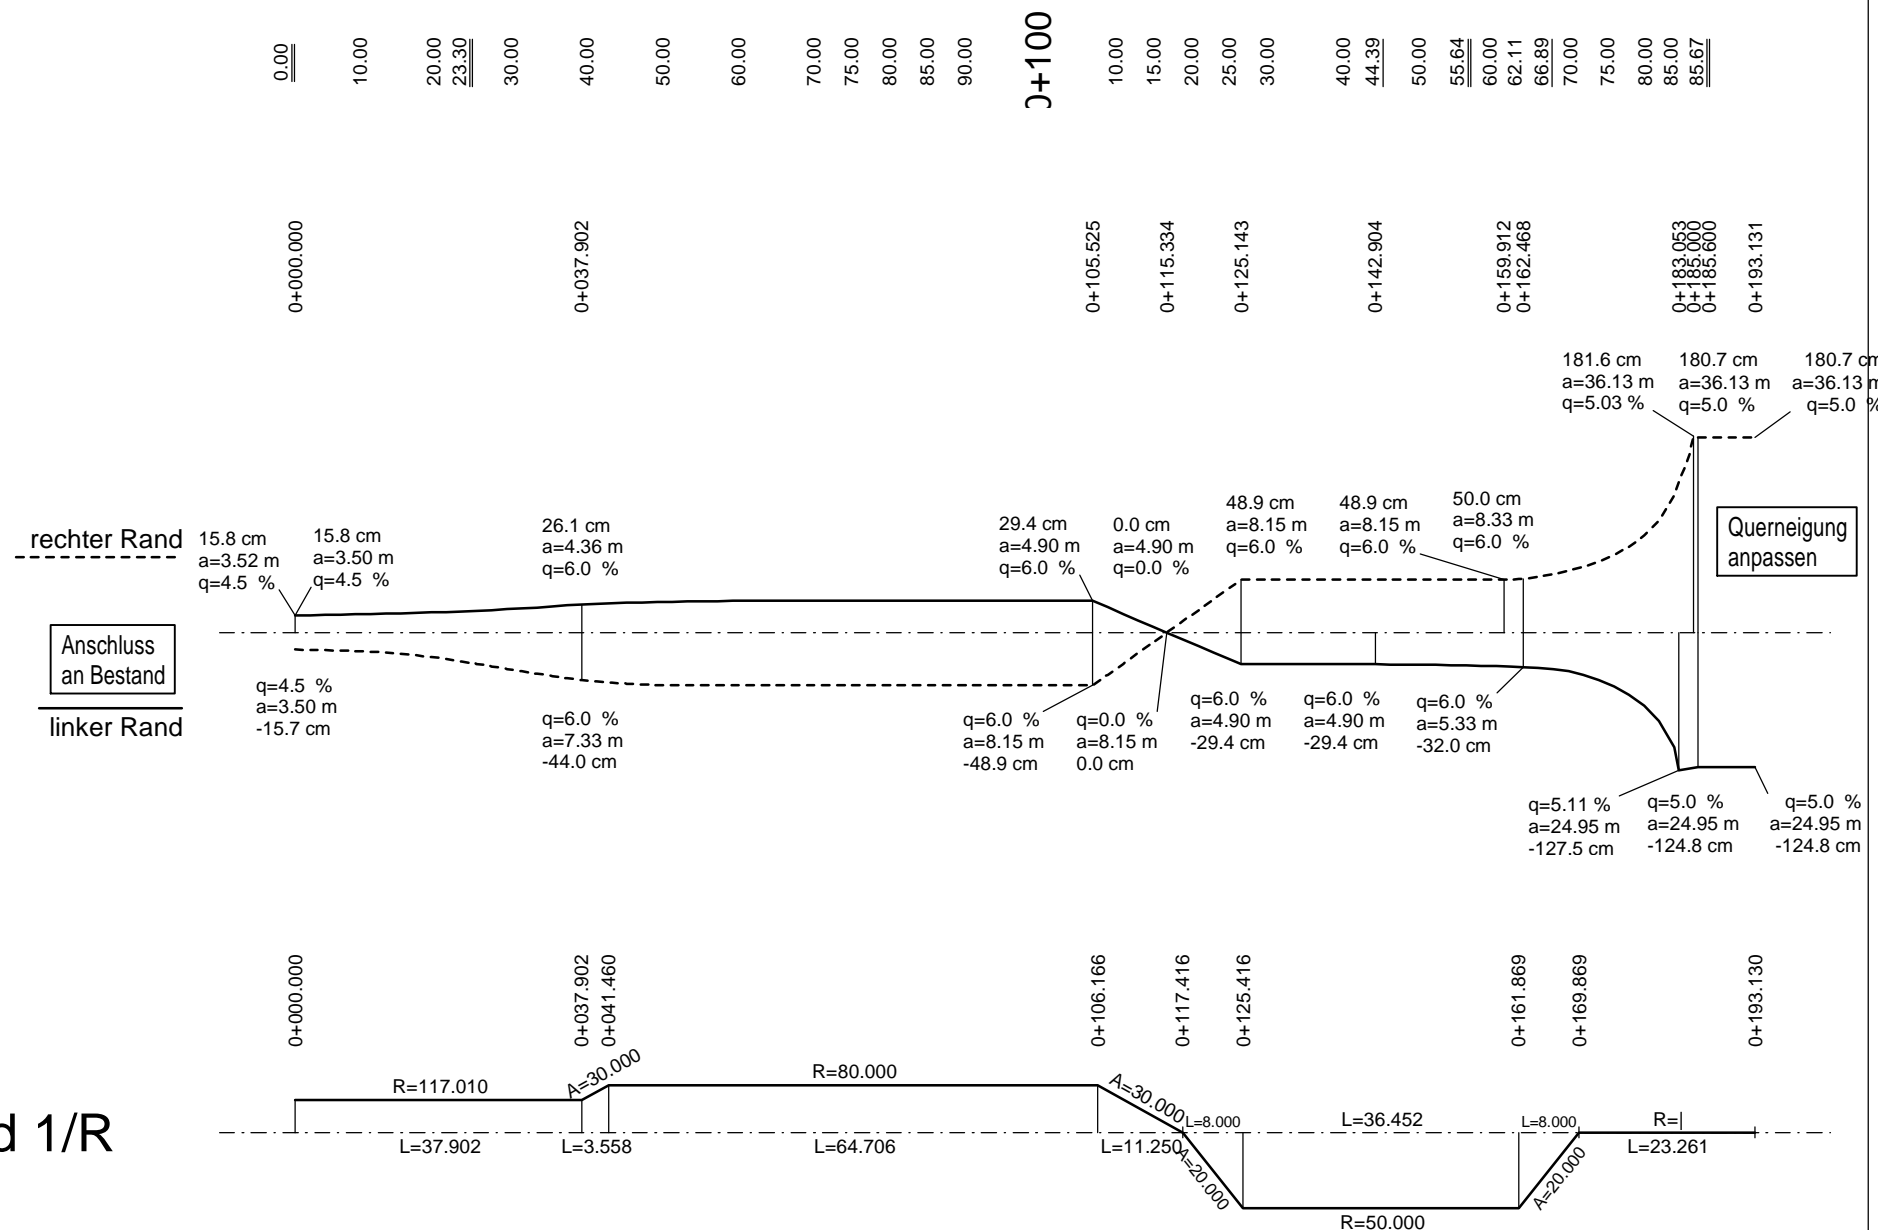 0.00
10.00
20.00
23.30
30.00
40.00
50.00
60.00
70.00
75.00
80.00
85.00
90.00
0+100
10.00
15.00
20.00
25.00
30.00
40.00
44.39
50.00
55.64
60.00
62.11
66.89
70.00
75.00
80.00
85.00
85.67
0+000.000
0+037.902
0+105.525
0+115.334
0+125.143
0+142.904
0+159.912
0+162.468
0+183.053
0+185.000
0+185.600
0+193.131
181.6 cm
a=36.13 m
q=5.03 %
180.7 cm
a=36.13 m
q=5.0 %
180.7 cm
a=36.13 m
q=5.0 %
rechter Rand
15.8 cm
a=3.52 m
q=4.5 %
15.8 cm
a=3.50 m
q=4.5 %
26.1 cm
a=4.36 m
q=6.0 %
29.4 cm
a=4.90 m
q=6.0 %
0.0 cm
a=4.90 m
q=0.0 %
48.9 cm
a=8.15 m
q=6.0 %
48.9 cm
a=8.15 m
q=6.0 %
50.0 cm
a=8.33 m
q=6.0 %
Querneigung
anpassen
Anschluss
an Bestand
linker Rand
q=4.5 %
a=3.50 m
-15.7 cm
q=6.0 %
a=7.33 m
-44.0 cm
q=6.0 %
a=8.15 m
-48.9 cm
q=0.0 %
a=8.15 m
0.0 cm
q=6.0 %
a=4.90 m
-29.4 cm
q=6.0 %
a=4.90 m
-29.4 cm
q=6.0 %
a=5.33 m
-32.0 cm
q=5.11 %
a=24.95 m
-127.5 cm
q=5.0 %
a=24.95 m
-124.8 cm
q=5.0 %
a=24.95 m
-124.8 cm
0+000.000
0+037.902
0+041.460
0+106.166
0+117.416
0+125.416
0+161.869
0+169.869
0+193.130
d 1/R
R=117.010
L=37.902
A=30.000
L=3.558
R=80.000
L=64.706
A=30.000
L=11.250
L=8.000
A=20.000
L=36.452
R=50.000
L=8.000
A=20.000
R=
L=23.261